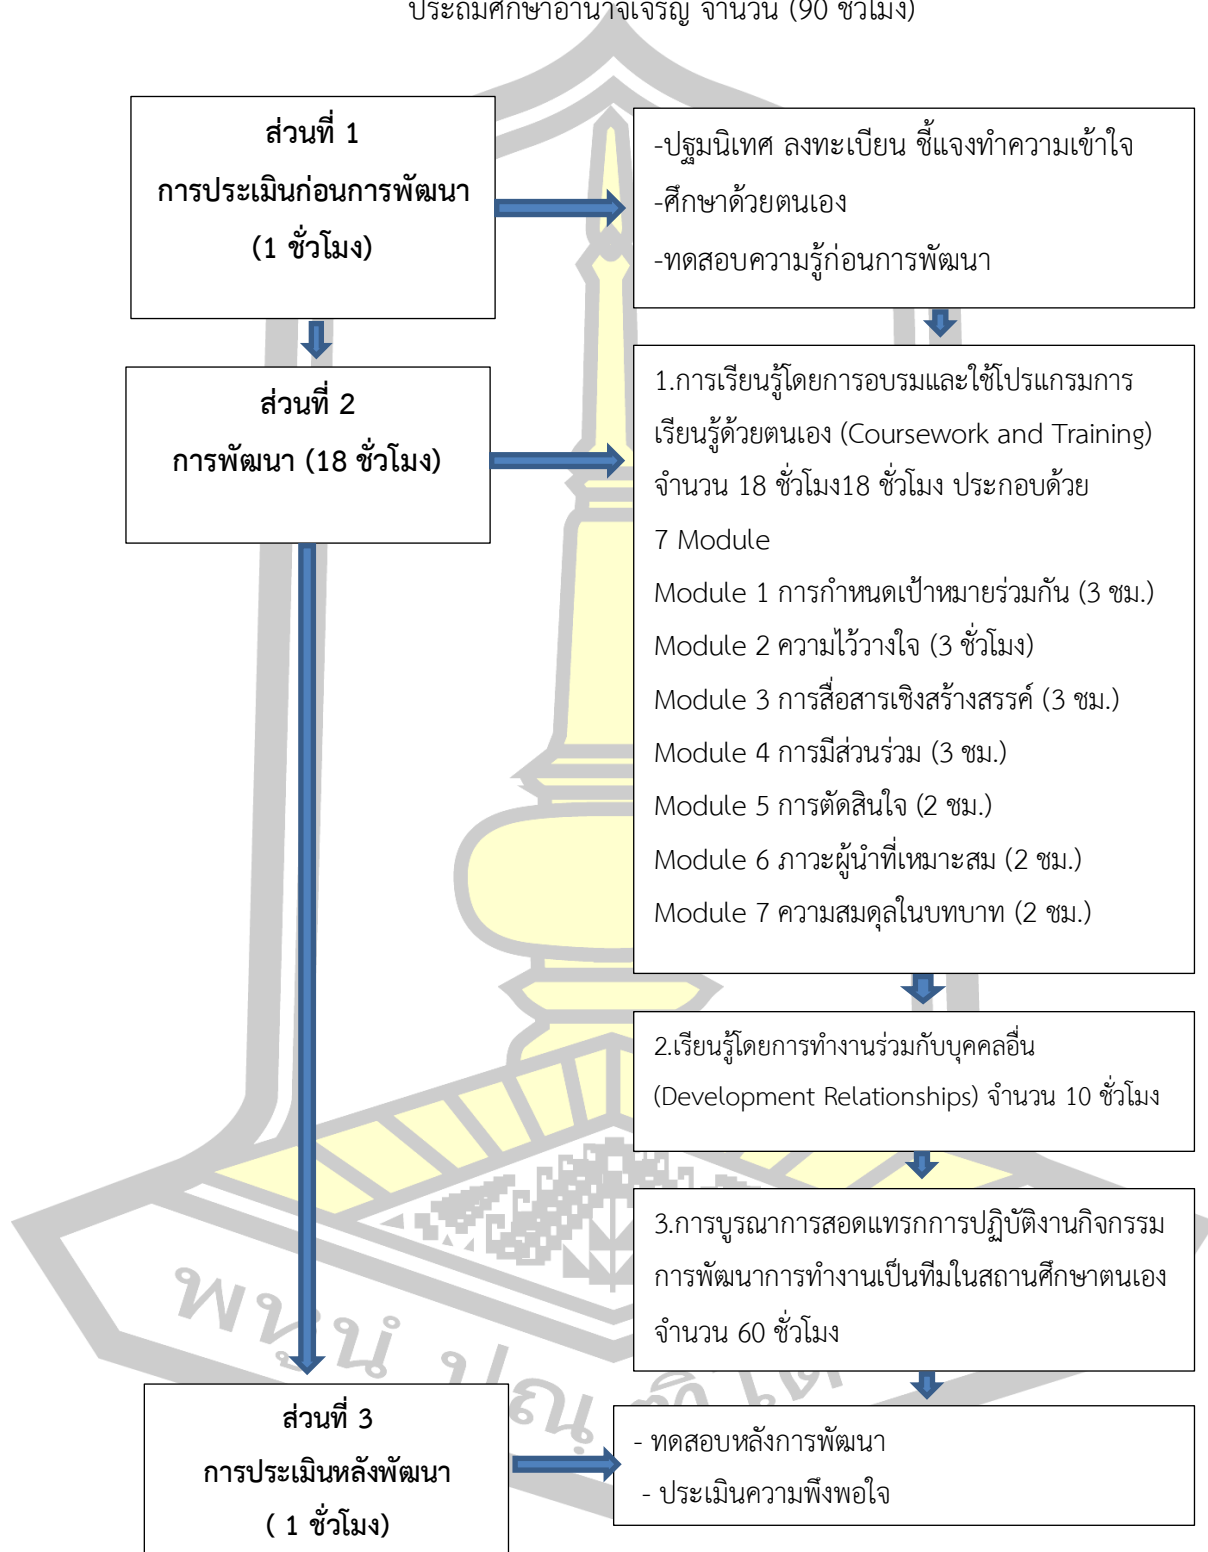 ประถมศึกษาอำนาจเจริญ จำนวน (90 ชั่วโมง)
ส่วนที่ 1
การประเมินก่อนการพัฒนา
(1 ชั่วโมง)
-ปฐมนิเทศ ลงทะเบียน ชี้แจงทำความเข้าใจ
-ศึกษาด้วยตนเอง
-ทดสอบความรู้ก่อนการพัฒนา
ส่วนที่ 2
การพัฒนา (18 ชั่วโมง)
1.การเรียนรู้โดยการอบรมและใช้โปรแกรมการ
เรียนรู้ด้วยตนเอง (Coursework and Training)
จำนวน 18 ชั่วโมง18 ชั่วโมง ประกอบด้วย
7 Module
Module 1 การกำหนดเป้าหมายร่วมกัน (3 ชม.)
Module 2 ความไว้วางใจ (3 ชั่วโมง)
Module 3 การสื่อสารเชิงสร้างสรรค์ (3 ชม.)
Module 4 การมีส่วนร่วม (3 ชม.)
Module 5 การตัดสินใจ (2 ชม.)
Module 6 ภาวะผู้นำที่เหมาะสม (2 ชม.)
Module 7 ความสมดุลในบทบาท (2 ชม.)
2.เรียนรู้โดยการทำงานร่วมกับบุคคลอื่น
(Development Relationships) จำนวน 10 ชั่วโมง
3.การบูรณาการสอดแทรกการปฏิบัติงานกิจกรรม
การพัฒนาการทำงานเป็นทีมในสถานศึกษาตนเอง
จำนวน 60 ชั่วโมง
ส่วนที่ 3
การประเมินหลังพัฒนา
( 1 ชั่วโมง)
- ทดสอบหลังการพัฒนา
- ประเมินความพึงพอใจ
พหูนํ ปณฺ